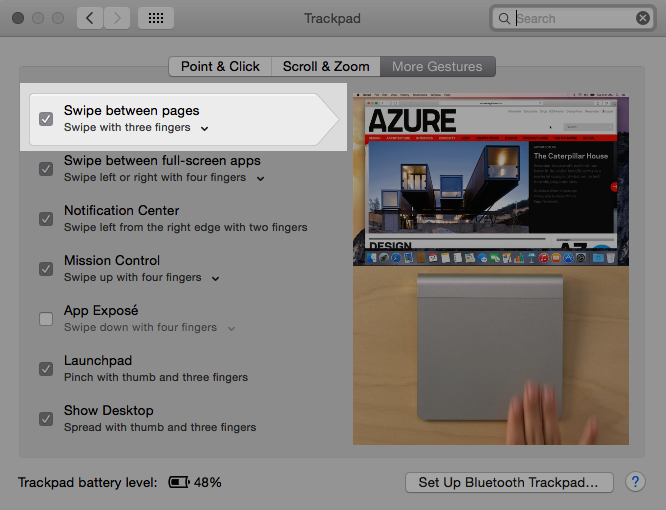 Trackpad
Search
Point & Click
Scroll & Zoom
More Gestures
Swipe between pages
Swipe with three fingers
Swipe between full-screen apps
Swipe left or right with four fingers
Notification Center
Swipe left from the right edge with two fingers
Mission Control
Swipe up with four fingers
App Exposé
Swipe down with four fingers
Launchpad
Pinch with thumb and three fingers
Show Desktop
Spread with thumb and three fingers
AZURE
The Caterpillar House
DESIGN
AZ
Trackpad battery level:
48%
Set Up Bluetooth Trackpad...
?